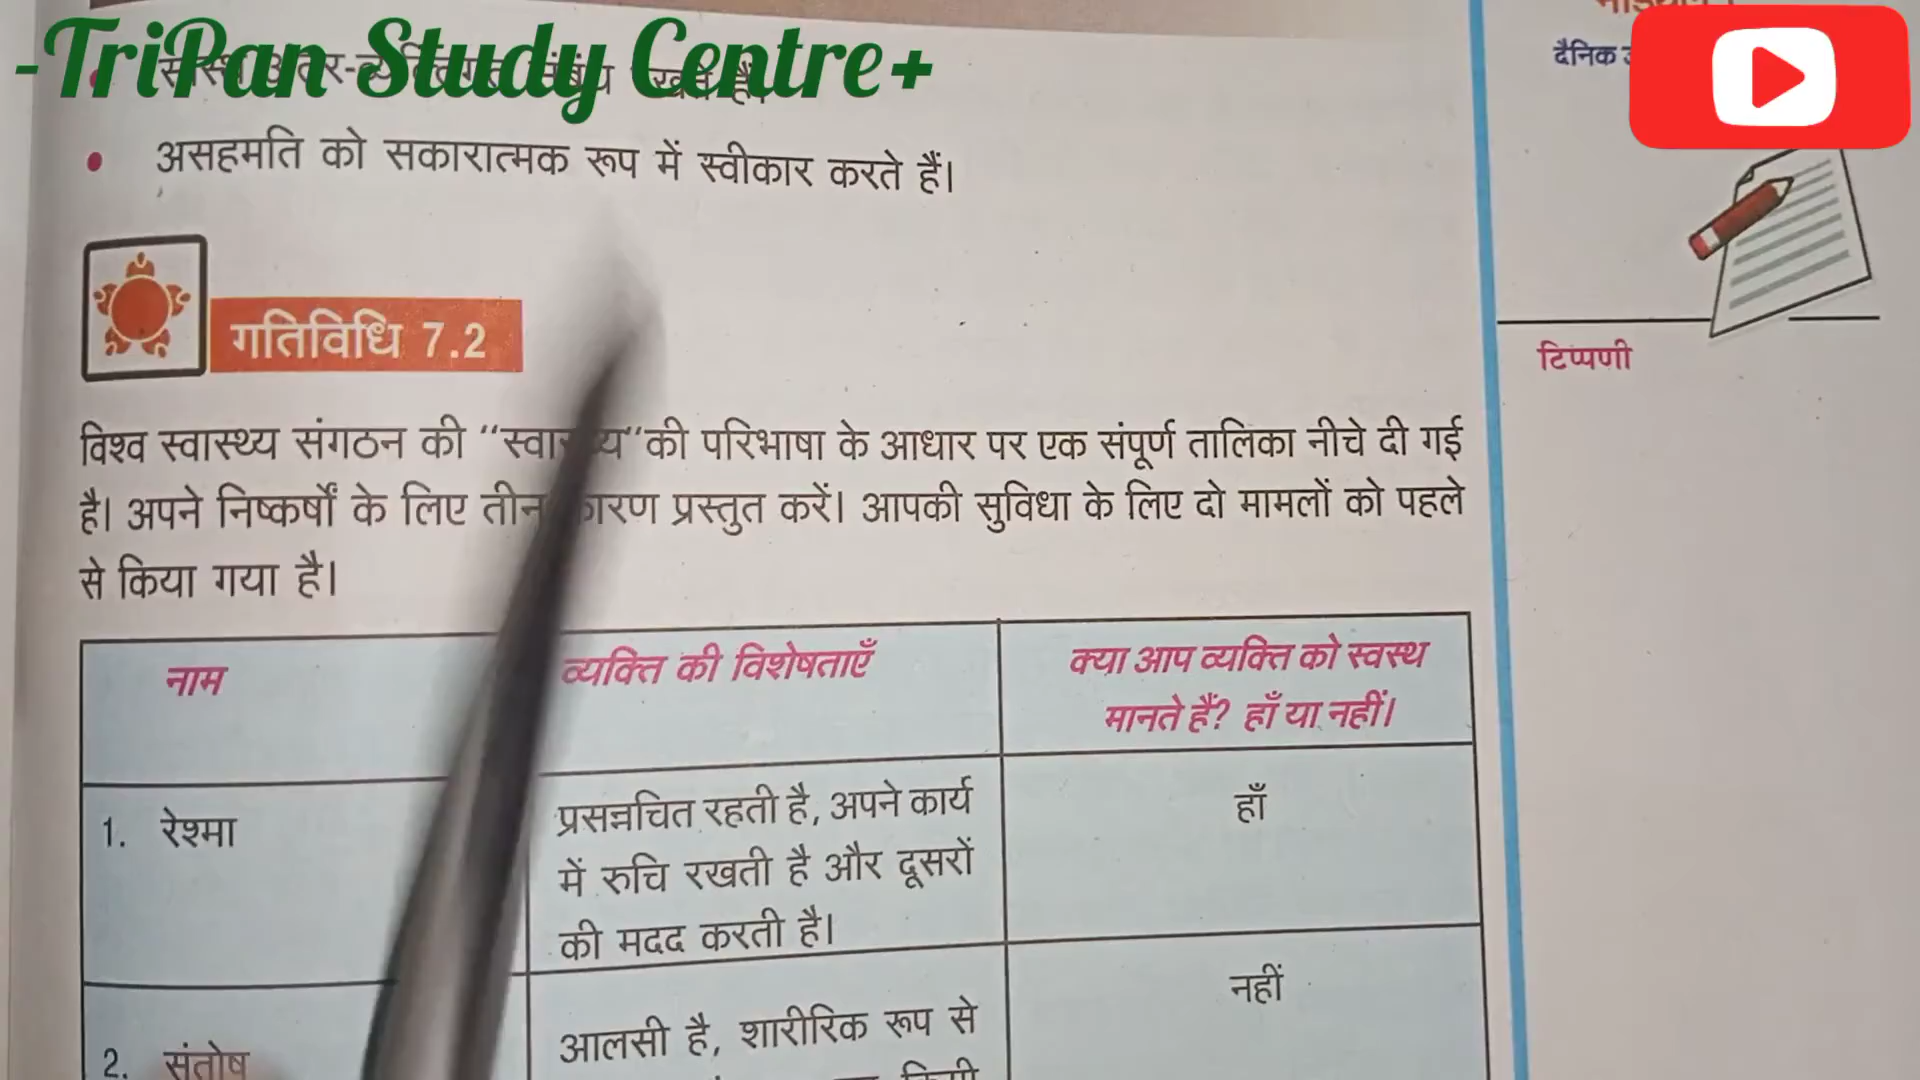 -TriPan Study Centre+
दैनिक
• असहमति को सकारात्मक रूप में स्वीकार करते हैं।
गतिविधि 7.2
टिप्पणी
विश्व स्वास्थ्य संगठन की “स्वास्थ्य“की परिभाषा के आधार पर एक संपूर्ण तालिका नीचे दी गई
है। अपने निष्कर्षों के लिए तीन कारण प्रस्तुत करें। आपकी सुविधा के लिए दो मामलों को पहले
से किया गया है।
नाम
व्यक्ति की विशेषताएँ
क्या आप व्यक्ति को स्वस्थ
मानते हैं? हाँ या नहीं।
1. रेश्मा
प्रसन्नचित रहती है, अपने कार्य
में रुचि रखती है और दूसरों
की मदद करती है।
हाँ
2. संतोष
आलसी है, शारीरिक रूप से
नहीं